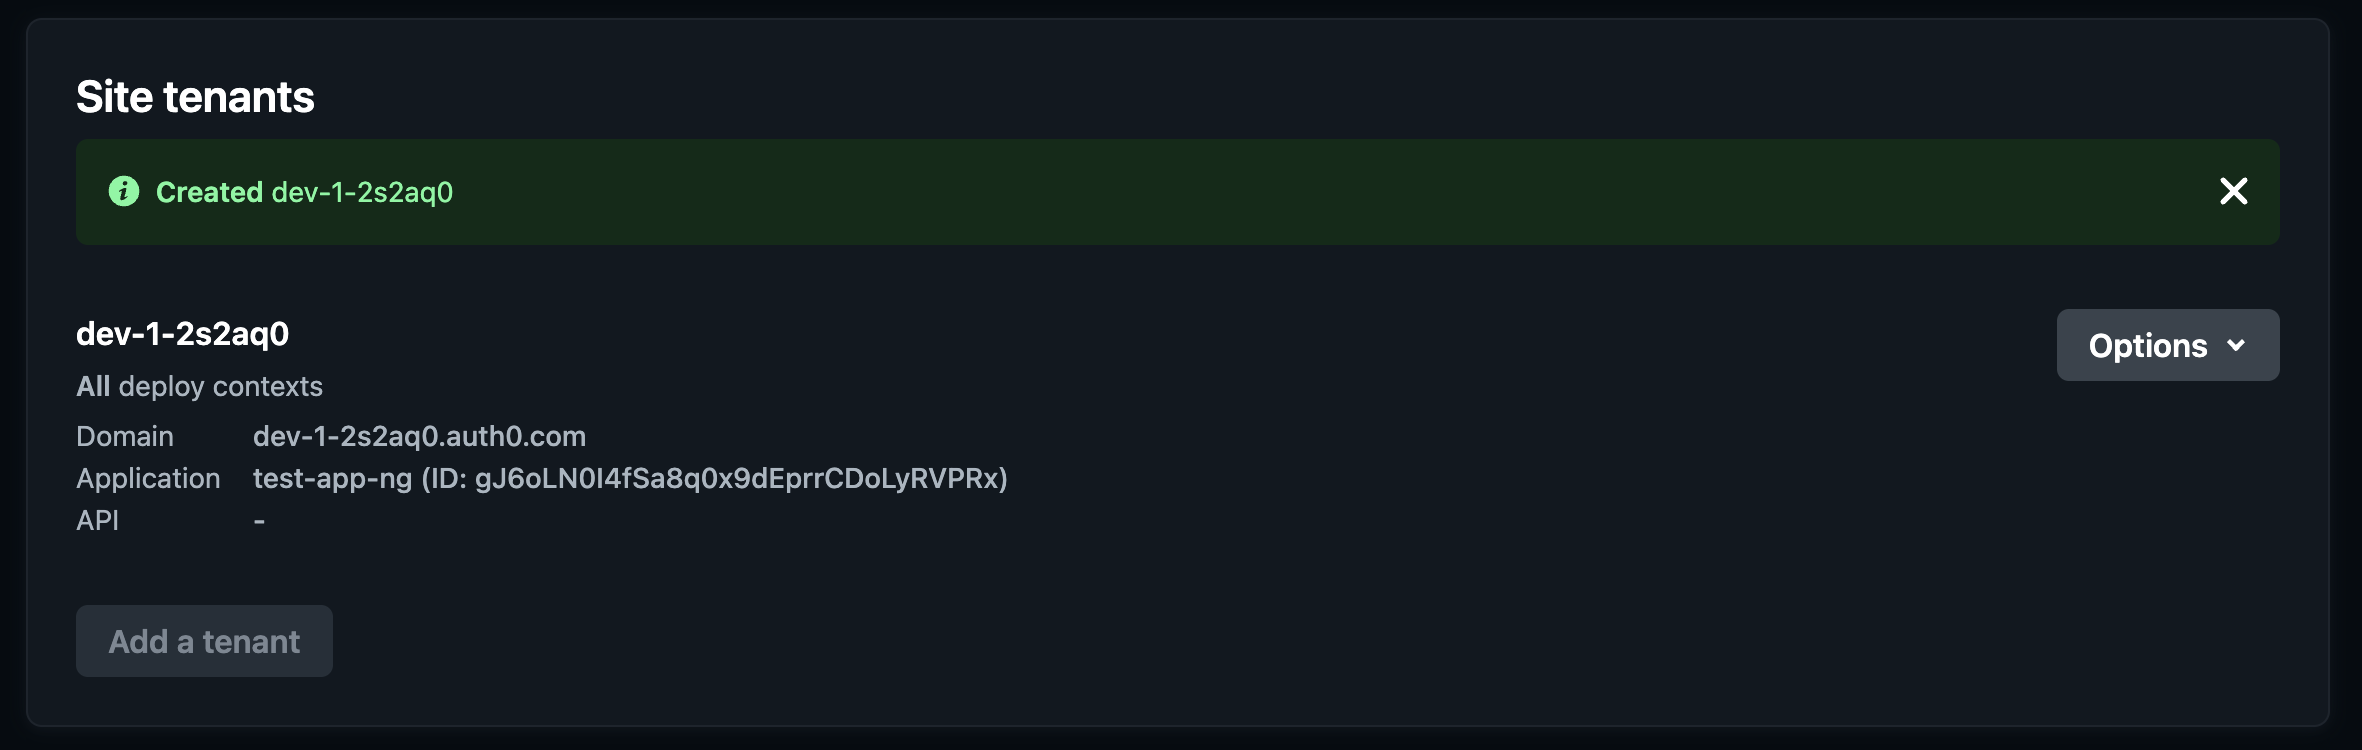 Site tenants
Created dev-1-2s2aq0
dev-1-2s2aq0
Options
All deploy contexts
Domain dev-1-2s2aq0.auth0.com
Application test-app-ng (ID: gJ6oLN0I4fSa8q0x9dEprrCDoLyRVPRx)
API -
Add a tenant